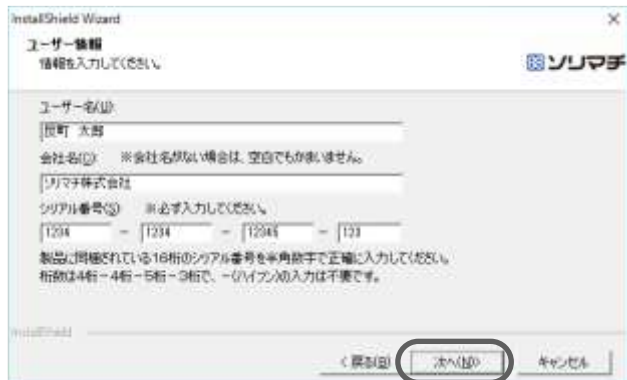 InstallShield Wizard
ユーザー情報
情報を入力してください。
ソリマチ
ユーザー名(U):
反町 太郎
会社名(C): ※会社名がない場合は、空白でもかまいません。
ソリマチ株式会社
シリアル番号(S) ※必ず入力してください。
1234 - 1234 - 12345 - 123
製品に同梱されている16桁のシリアル番号を半角数字で正確に入力してください。
桁数は4桁-4桁-5桁-3桁で、-(ハイフン)の入力は不要です。
InstallShield
< 戻る(B) 次へ(N)> キャンセル